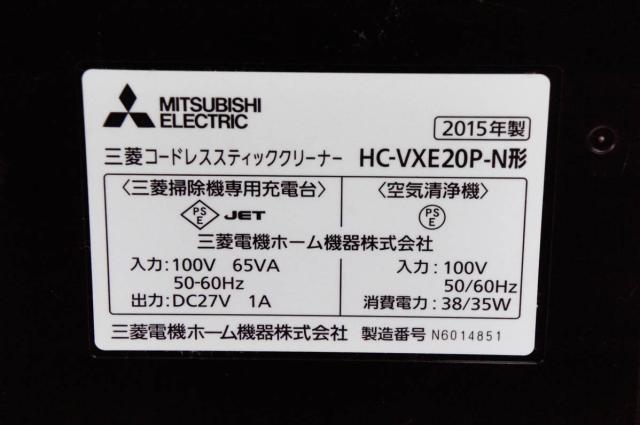 MITSUBISHI
ELECTRIC
2015年製
三菱コードレススティッククリーナー HC-VXE20P-N形
〈三菱掃除機専用充電台〉
PS
E JET
〈空気清浄機〉
PS
E
三菱電機ホーム機器株式会社
入力:100V 65VA
50-60Hz
出力:DC27V 1A
入力:100V
50/60Hz
消費電力:38/35W
三菱電機ホーム機器株式会社 製造番号 N6014851